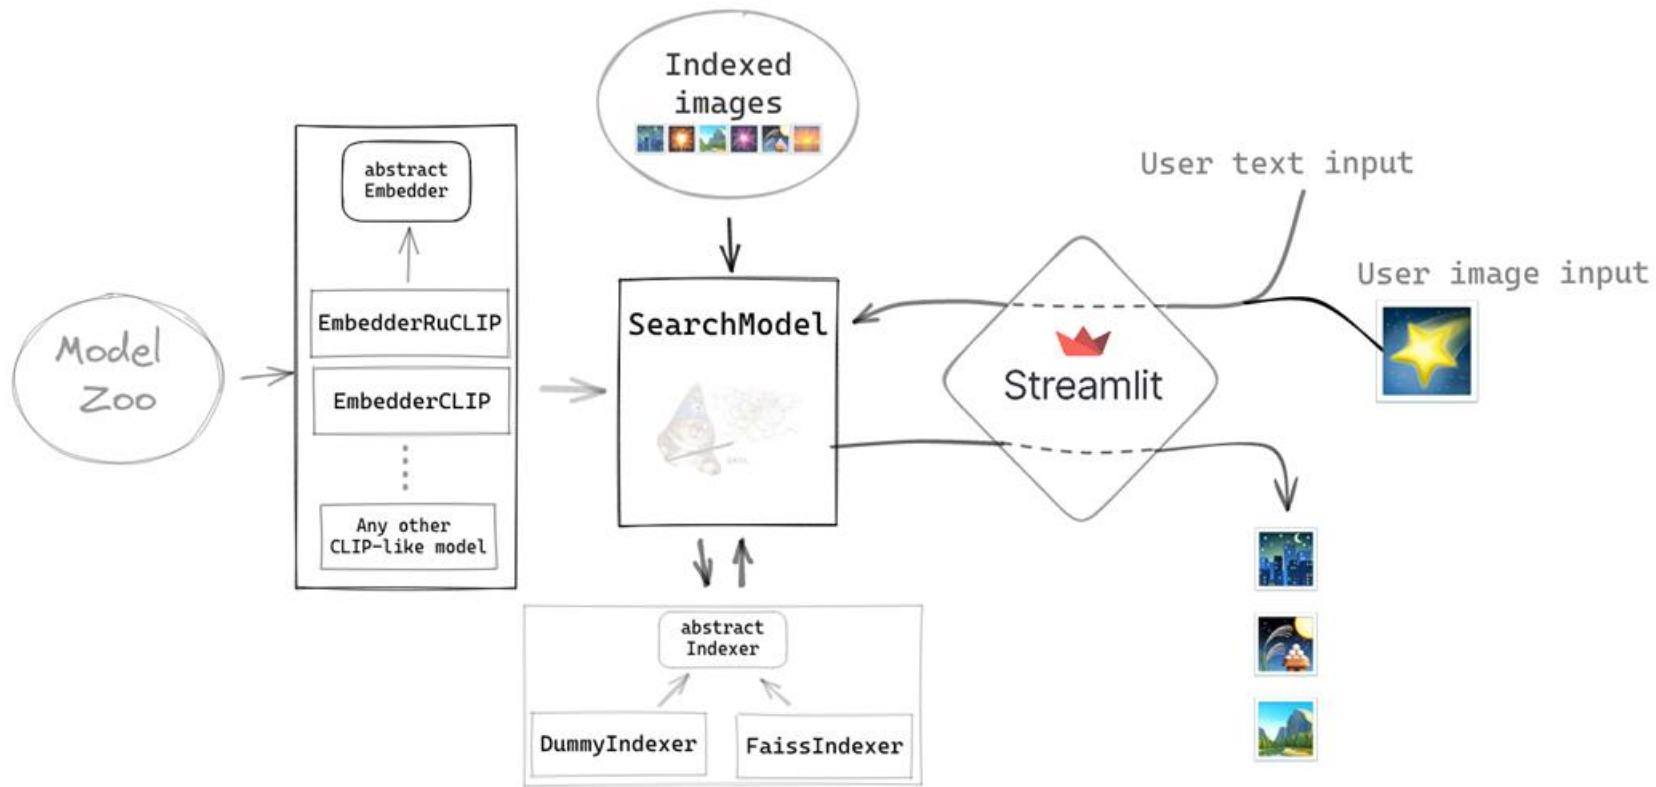 Indexed
images
abstract
Embedder
User text input
User image input
EmbedderRuCLIP
SearchModel
Model
Zoo
Streamlit
EmbedderCLIP
Any other
CLIP-like model
abstract
Indexer
DummyIndexer
FaissIndexer